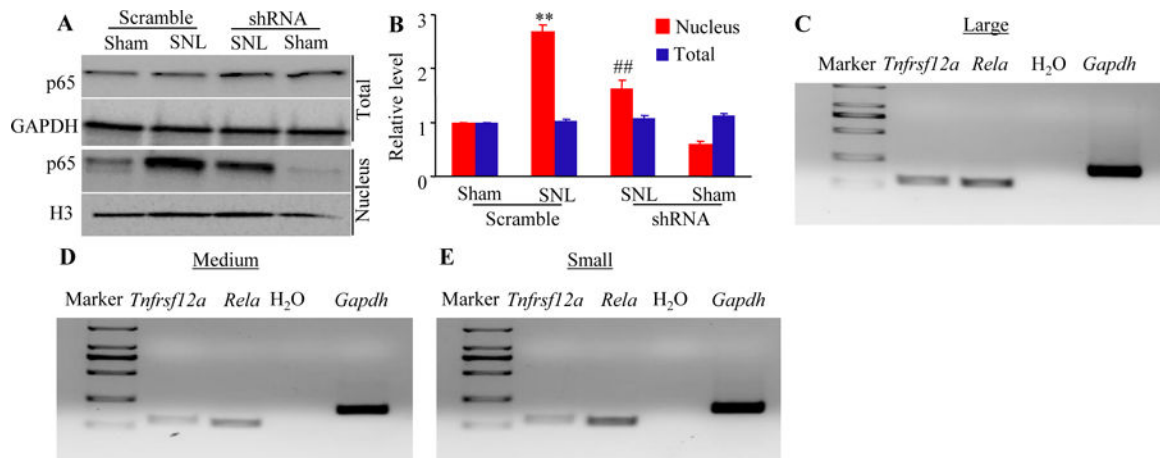 A
Scramble
shRNA
Sham SNL SNL Sham
p65
GAPDH
Total
p65
H3
Nucleus
B
3
2
1
0
Relative level
**
##
Nucleus
Total
Sham SNL SNL Sham
Scramble shRNA
C
Large
Marker Tnfrsf12a Rela H₂O Gapdh
D
Medium
Marker Tnfrsf12a Rela H₂O Gapdh
E
Small
Marker Tnfrsf12a Rela H₂O Gapdh